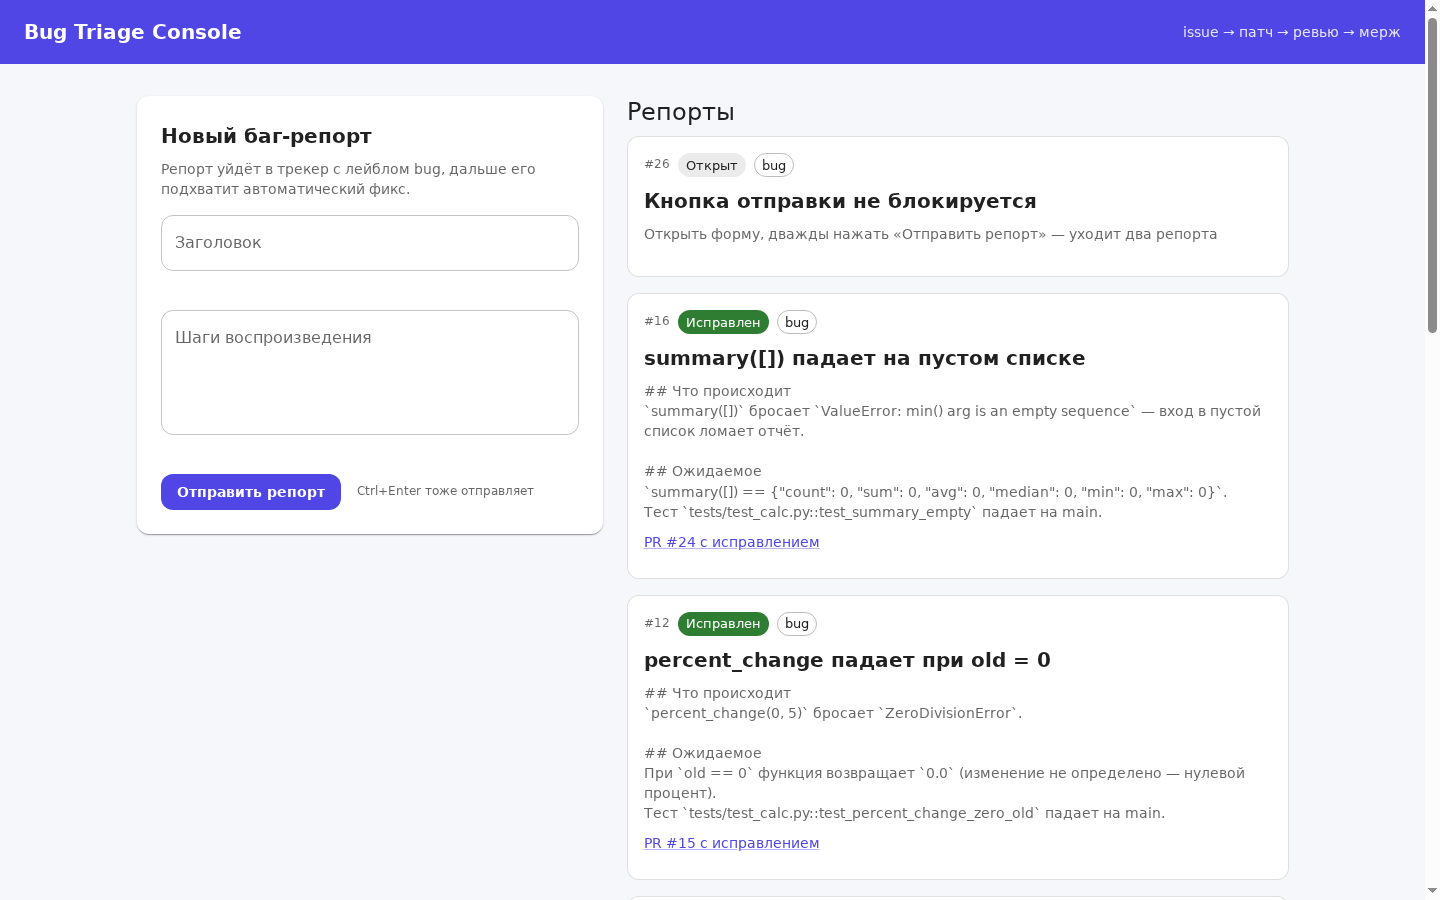 Bug Triage Console
issue → патч → ревью → мерж
Новый баг-репорт
Репорт уйдёт в трекер с лейблом bug, дальше его
подхватит автоматический фикс.
Заголовок
Шаги воспроизведения
Отправить репорт
Ctrl+Enter тоже отправляет
Репорты
#26 Открыт bug
Кнопка отправки не блокируется
Открыть форму, дважды нажать «Отправить репорт» — уходит два репорта
#16 Исправлен bug
summary([]) падает на пустом списке
## Что происходит
`summary([])` бросает `ValueError: min() arg is an empty sequence` — вход в пустой
список ломает отчёт.
## Ожидаемое
`summary([]) == {"count": 0, "sum": 0, "avg": 0, "median": 0, "min": 0, "max": 0}`.
Тест `tests/test_calc.py::test_summary_empty` падает на main.
PR #24 с исправлением
#12 Исправлен bug
percent_change падает при old = 0
## Что происходит
`percent_change(0, 5)` бросает `ZeroDivisionError`.
## Ожидаемое
При `old == 0` функция возвращает `0.0` (изменение не определено — нулевой
процент).
Тест `tests/test_calc.py::test_percent_change_zero_old` падает на main.
PR #15 с исправлением